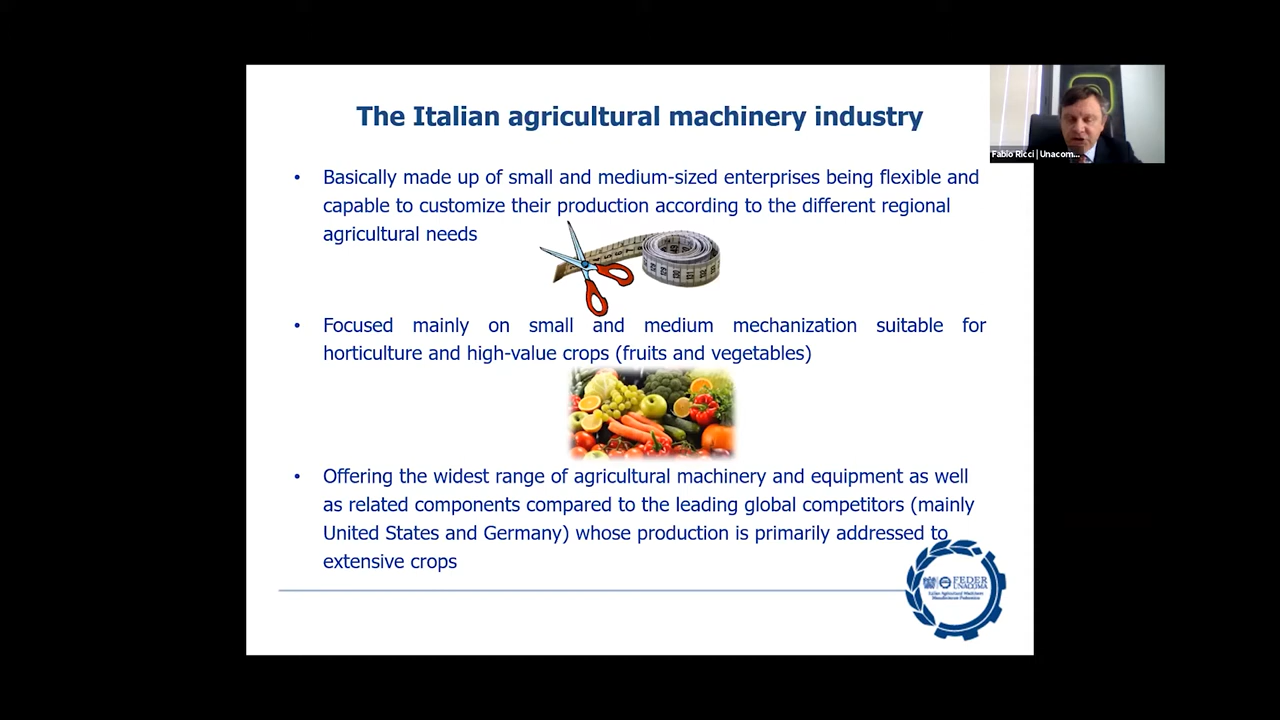 The Italian agricultural machinery industry
Fabio Ricci | Unacom...
• Basically made up of small and medium-sized enterprises being flexible and
capable to customize their production according to the different regional
agricultural needs
• Focused mainly on small and medium mechanization suitable for
horticulture and high-value crops (fruits and vegetables)
• Offering the widest range of agricultural machinery and equipment as well
as related components compared to the leading global competitors (mainly
United States and Germany) whose production is primarily addressed to
extensive crops
FEDER
UNACOMA
Italian Agricultural Machinery
Manufacturers Federation